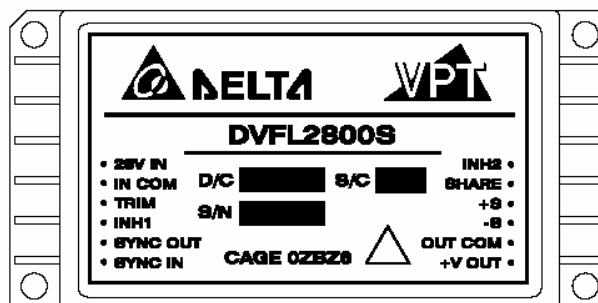 DELTA VPT
DVFL2800S
28V IN
IN COM
TRIM
INH1
SYNC OUT
SYNC IN
D/C
S/C
S/N
CAGE 0ZBZ8
INH2
SHARE
+S
-S
OUT COM
+V OUT